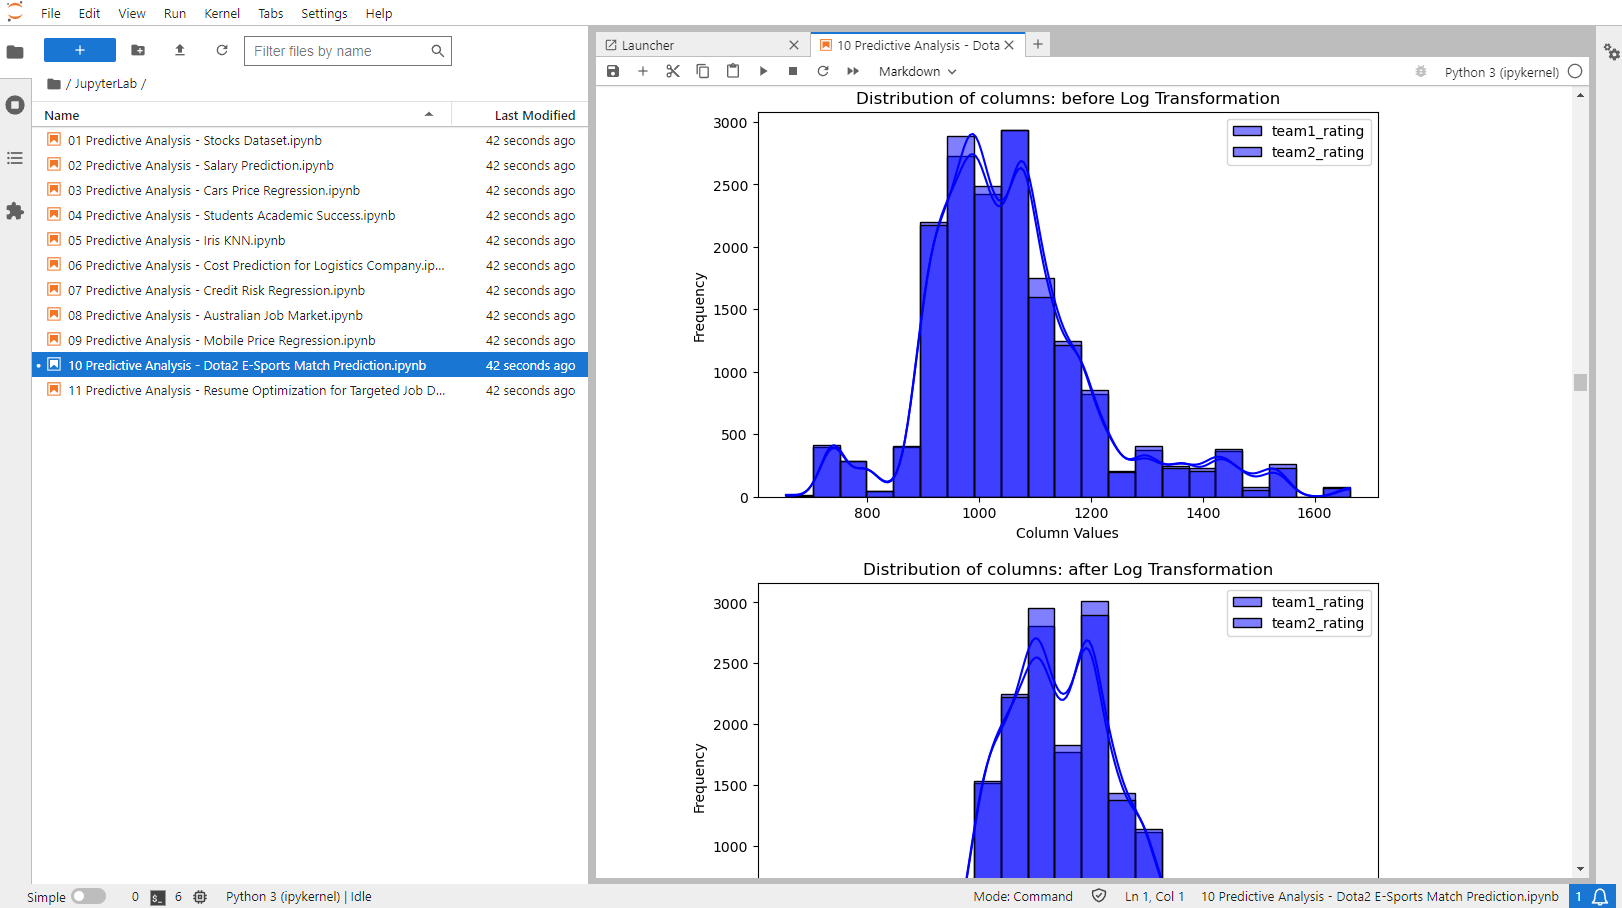 File Edit View Run Kernel Tabs Settings Help
Filter files by name
/ JupyterLab /
Name Last Modified
01 Predictive Analysis - Stocks Dataset.ipynb 42 seconds ago
02 Predictive Analysis - Salary Prediction.ipynb 42 seconds ago
03 Predictive Analysis - Cars Price Regression.ipynb 42 seconds ago
04 Predictive Analysis - Students Academic Success.ipynb 42 seconds ago
05 Predictive Analysis - Iris KNN.ipynb 42 seconds ago
06 Predictive Analysis - Cost Prediction for Logistics Company.ip... 42 seconds ago
07 Predictive Analysis - Credit Risk Regression.ipynb 42 seconds ago
08 Predictive Analysis - Australian Job Market.ipynb 42 seconds ago
09 Predictive Analysis - Mobile Price Regression.ipynb 42 seconds ago
10 Predictive Analysis - Dota2 E-Sports Match Prediction.ipynb 42 seconds ago
11 Predictive Analysis - Resume Optimization for Targeted Job D... 42 seconds ago
Launcher
10 Predictive Analysis - Dota
Markdown
Python 3 (ipykernel)
Distribution of columns: before Log Transformation
team1_rating
team2_rating
3000
2500
2000
1500
1000
500
0
Frequency
800 1000 1200 1400 1600
Column Values
Distribution of columns: after Log Transformation
team1_rating
team2_rating
3000
2500
2000
1500
1000
Frequency
Simple 0 6 Python 3 (ipykernel) | Idle
Mode: Command Ln 1, Col 1 10 Predictive Analysis - Dota2 E-Sports Match Prediction.ipynb 1